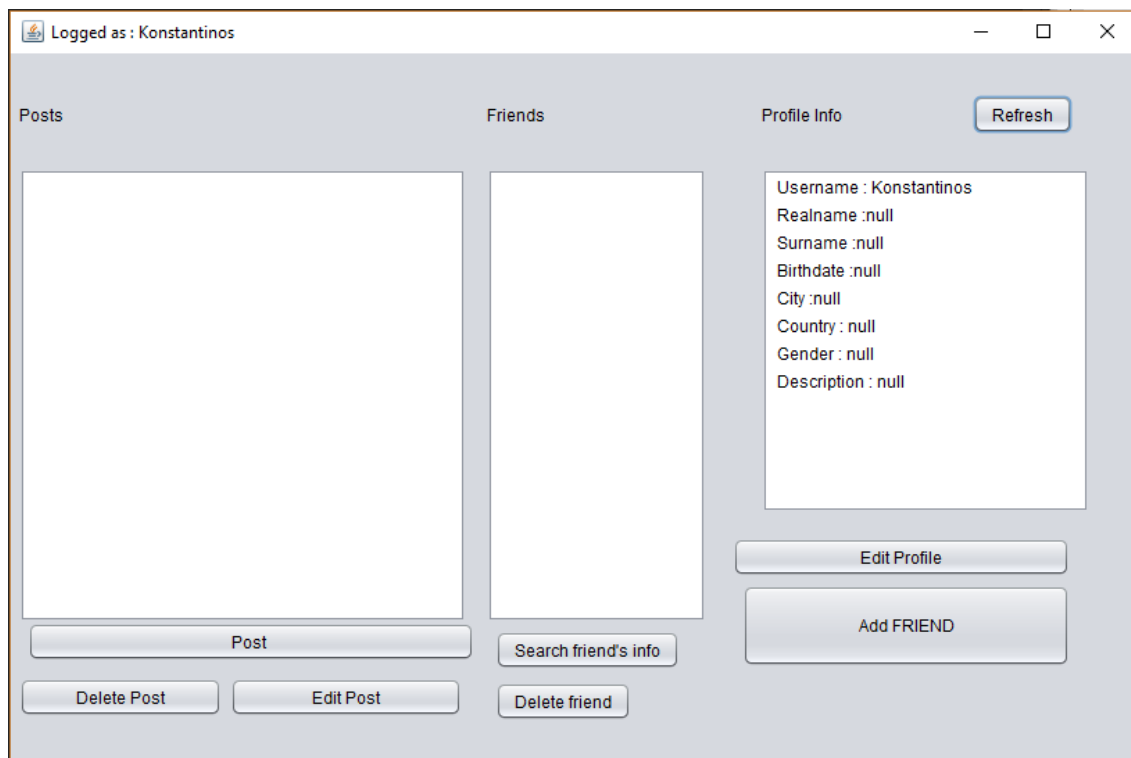 Logged as : Konstantinos
Posts
Friends
Profile Info
Refresh
Username : Konstantinos
Realname :null
Surname :null
Birthdate :null
City :null
Country : null
Gender : null
Description : null
Edit Profile
Add FRIEND
Post
Search friend's info
Delete Post
Edit Post
Delete friend